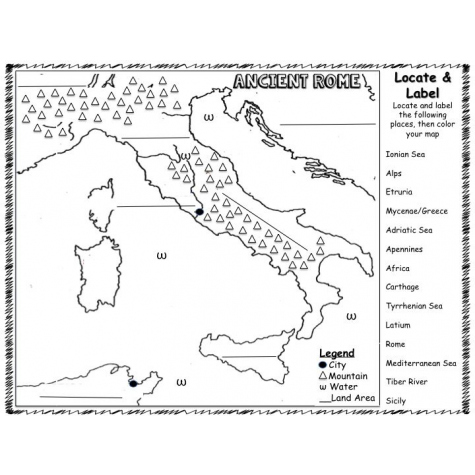 ANCIENT ROME
Locate &
Label
Locate and label
the following
places, then color
your map
Ionian Sea
Alps
Etruria
Mycenae/Greece
Adriatic Sea
Apennines
Africa
Carthage
Tyrrhenian Sea
Latium
Rome
Mediterranean Sea
Tiber River
Sicily
ω
ω
ω
ω
ω
Legend
City
Mountain
ω Water
Land Area